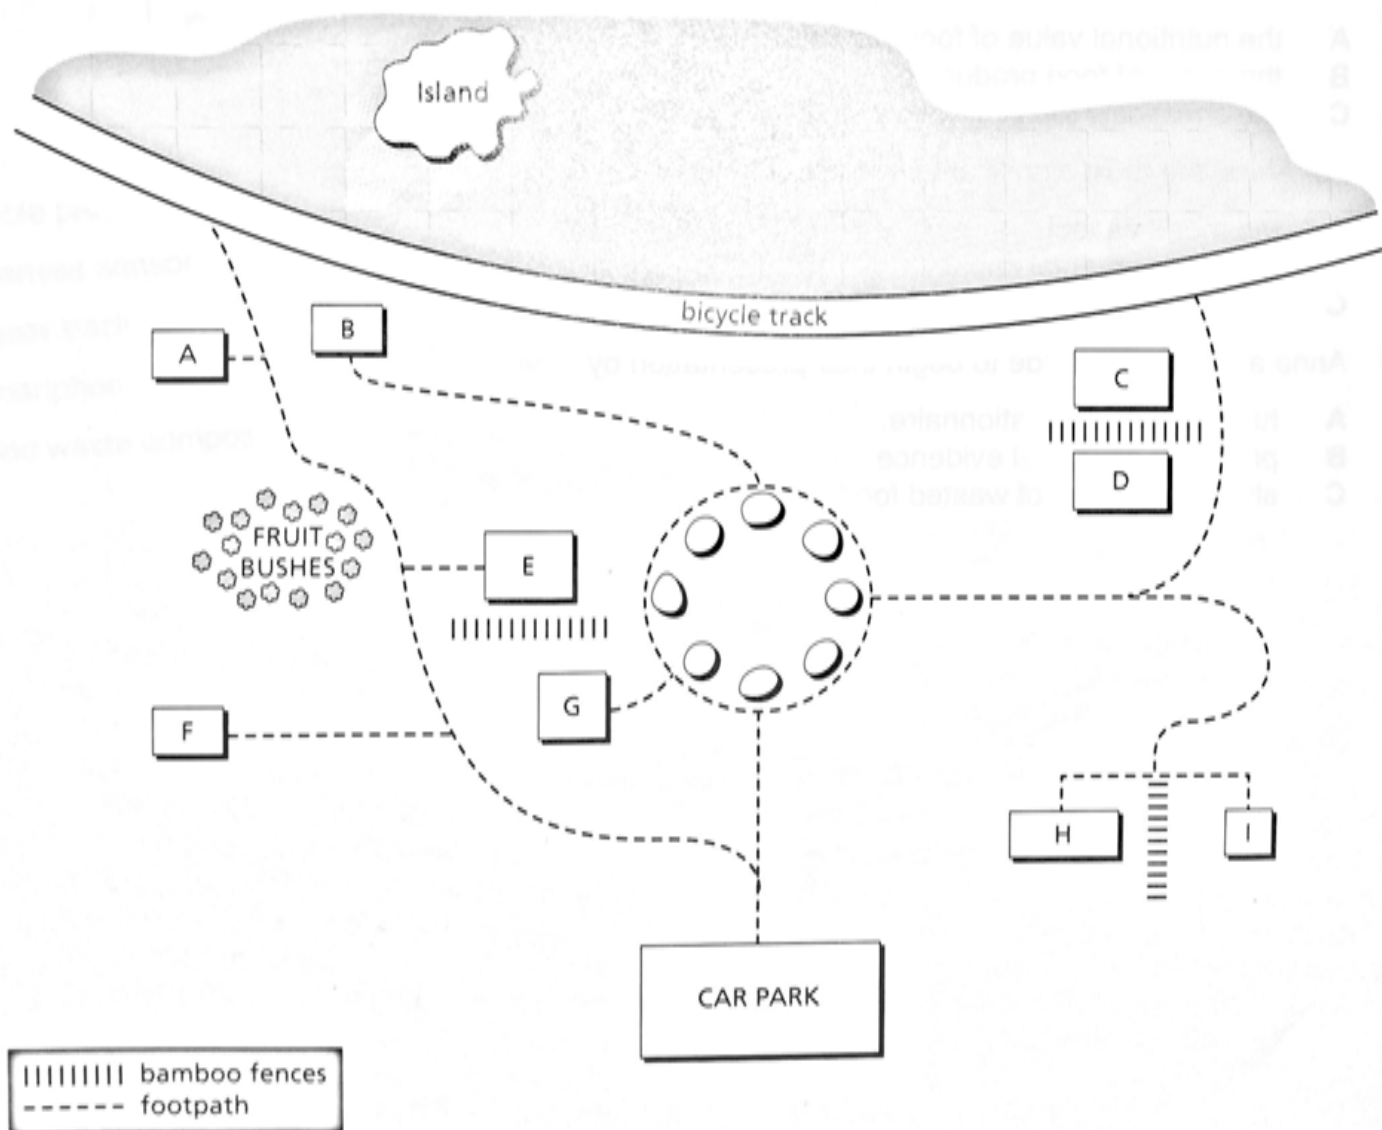 Island
bicycle track
A
B
C
D
FRUIT
BUSHES
E
G
F
H
I
CAR PARK
bamboo fences
footpath